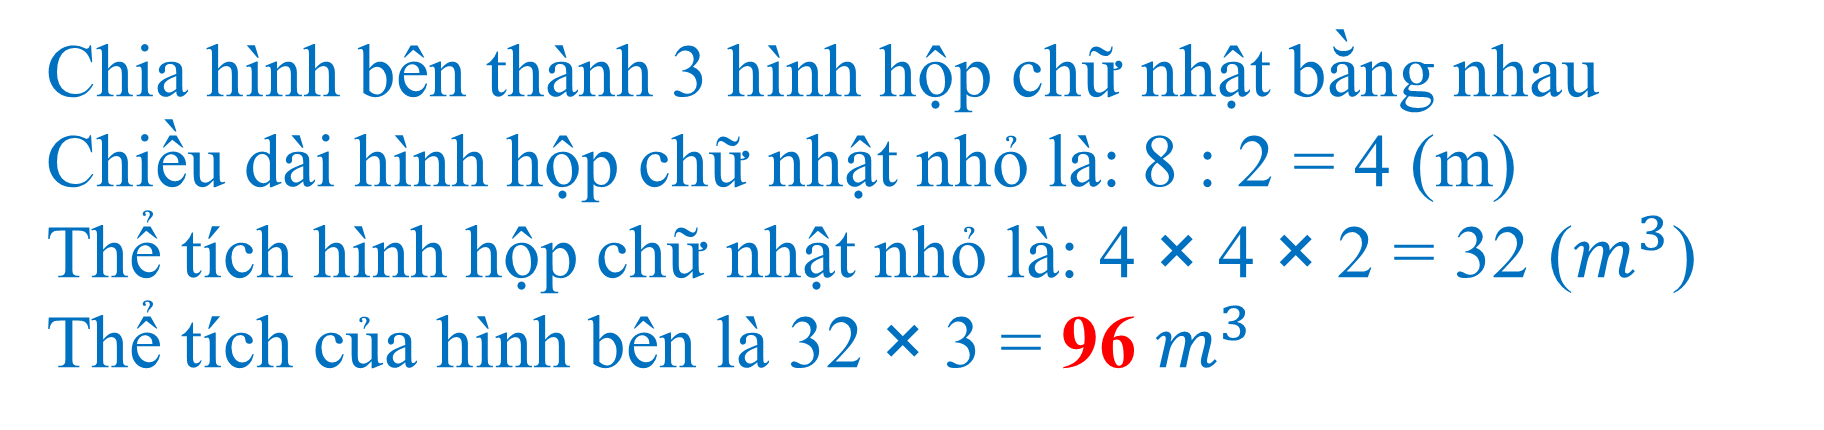 Chia hình bên thành 3 hình hộp chữ nhật bằng nhau
Chiều dài hình hộp chữ nhật nhỏ là: 8 : 2 = 4 (m)
Thể tích hình hộp chữ nhật nhỏ là: 4 × 4 × 2 = 32 (m³)
Thể tích của hình bên là 32 × 3 = 96 m³